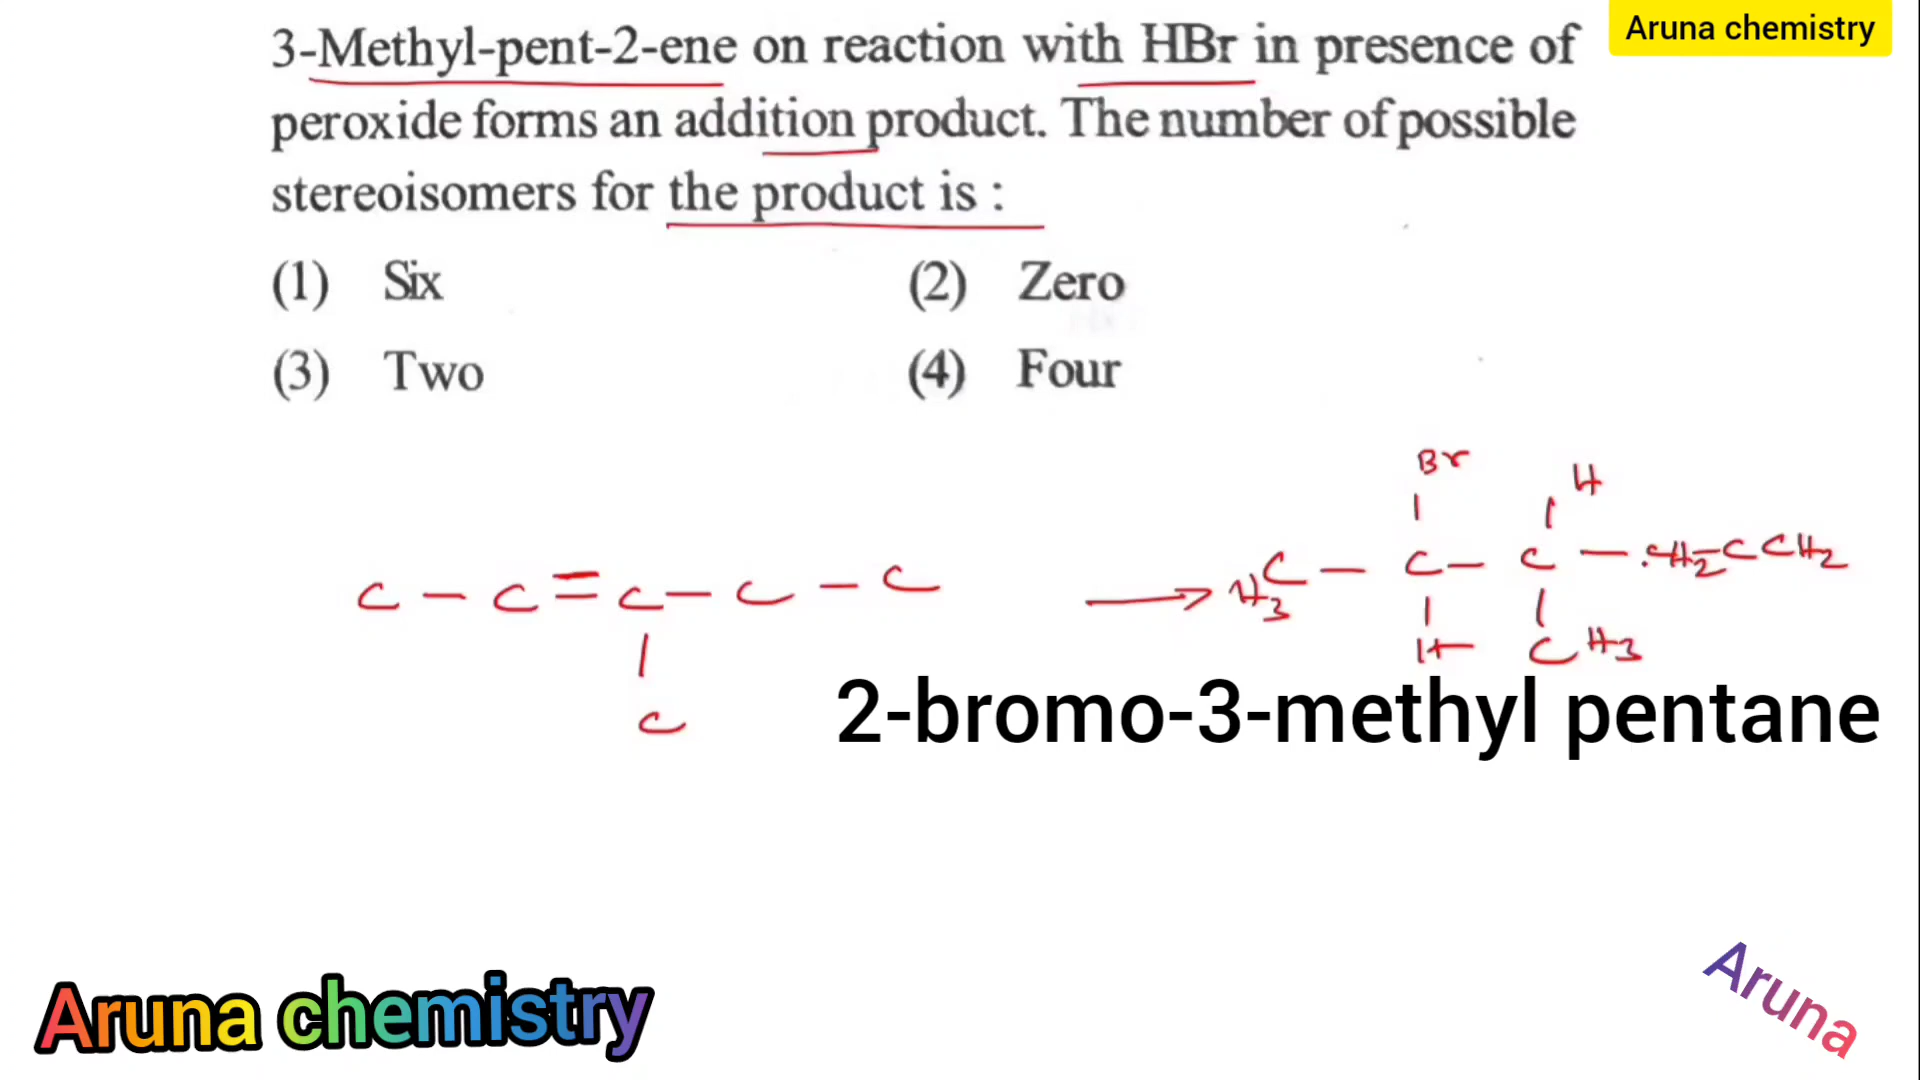 Aruna chemistry
3-Methyl-pent-2-ene on reaction with HBr in presence of
peroxide forms an addition product. The number of possible
stereoisomers for the product is :
(1) Six (2) Zero
(3) Two (4) Four
Br H
C - C = C - C - C → H3C - C - C - CH2-CCH2
H CH3
C
2-bromo-3-methyl pentane
Aruna chemistry
Aruna